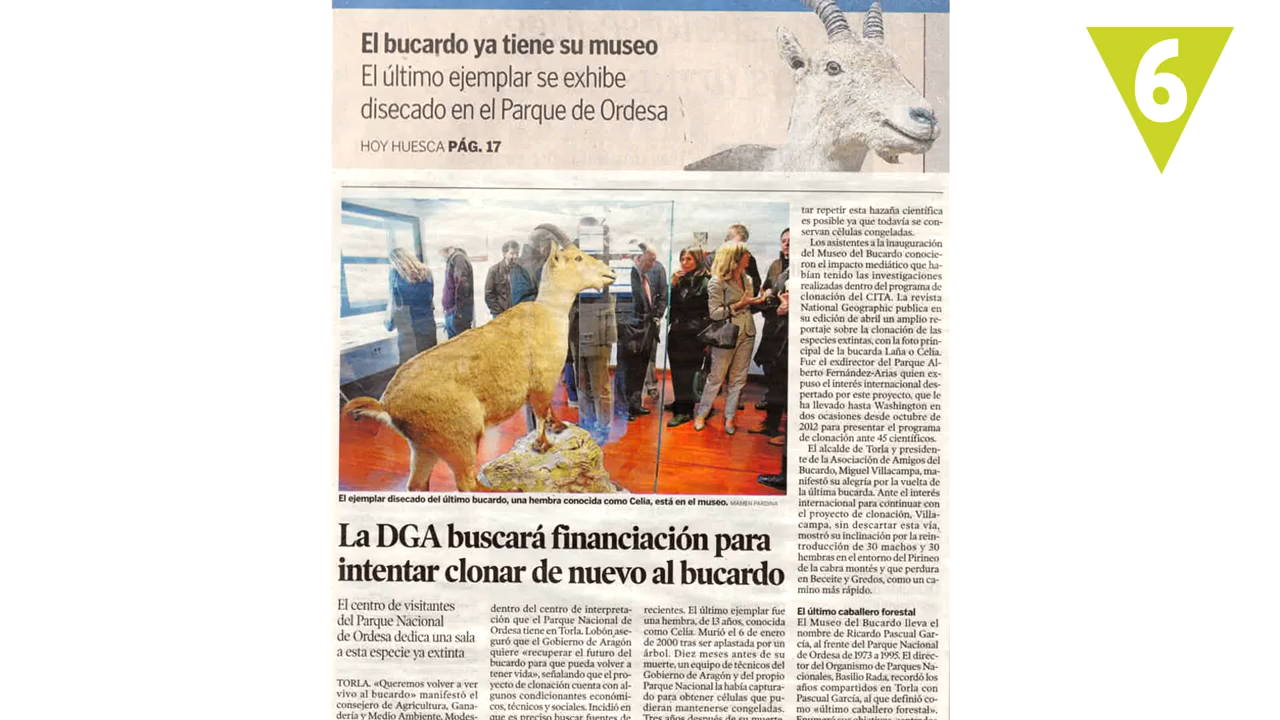 El bucardo ya tiene su museo
El último ejemplar se exhibe
disecado en el Parque de Ordesa
HOY HUESCA PÁG. 17
6
El ejemplar disecado del último bucardo, una hembra conocida como Celia, está en el museo. MAMEN PARDINA
La DGA buscará financiación para
intentar clonar de nuevo al bucardo
El centro de visitantes
del Parque Nacional
de Ordesa dedica una sala
a esta especie ya extinta
TORLA. «Queremos volver a ver
vivo al bucardo» manifestó el
consejero de Agricultura, Gana-
dería y Medio Ambiente, Modes-
dentro del centro de interpreta-
ción que el Parque Nacional de
Ordesa tiene en Torla. Lobón ase-
guró que el Gobierno de Aragón
quiere «recuperar el futuro del
bucardo para que pueda volver a
tener vida», señalando que el pro-
yecto de clonación cuenta con al-
gunos condicionantes económi-
cos, técnicos y sociales. Incidió en
que es preciso buscar fuentes de
recientes. El último ejemplar fue
una hembra, de 13 años, conocida
como Celia. Murió el 6 de enero
de 2000 tras ser aplastada por un
árbol. Diez meses antes de su
muerte, un equipo de técnicos del
Gobierno de Aragón y del propio
Parque Nacional la había captura-
do para obtener células que pu-
dieran mantenerse congeladas.
Tres años después de su muerte,
tar repetir esta hazaña científica
es posible ya que todavía se con-
servan células congeladas.
Los asistentes a la inauguración
del Museo del Bucardo conocie-
ron el impacto mediático que ha-
bían tenido las investigaciones
realizadas dentro del programa de
clonación del CITA. La revista
National Geographic publica en
su edición de abril un amplio re-
portaje sobre la clonación de las
especies extintas, con la foto prin-
cipal de la bucarda Laña o Celia.
Fue el exdirector del Parque Al-
berto Fernández-Arias quien ex-
puso el interés internacional des-
pertado por este proyecto, que le
ha llevado hasta Washington en
dos ocasiones desde octubre de
2012 para presentar el programa
de clonación ante 45 científicos.
El alcalde de Torla y presiden-
te de la Asociación de Amigos del
Bucardo, Miguel Villacampa, ma-
nifestó su alegría por la vuelta de
la última bucarda. Ante el interés
internacional para continuar con
el proyecto de clonación, Villa-
campa, sin descartar esta vía,
mostró su inclinación por la rein-
troducción de 30 machos y 30
hembras en el entorno del Pirineo
de la cabra montés y que perdura
en Beceite y Gredos, como un ca-
mino más rápido.
El último caballero forestal
El Museo del Bucardo lleva el
nombre de Ricardo Pascual Gar-
cía, al frente del Parque Nacional
de Ordesa de 1973 a 1995. El direc-
tor del Organismo de Parques Na-
cionales, Basilio Rada, recordó los
años compartidos en Torla con
Pascual García, al que definió co-
mo «último caballero forestal».